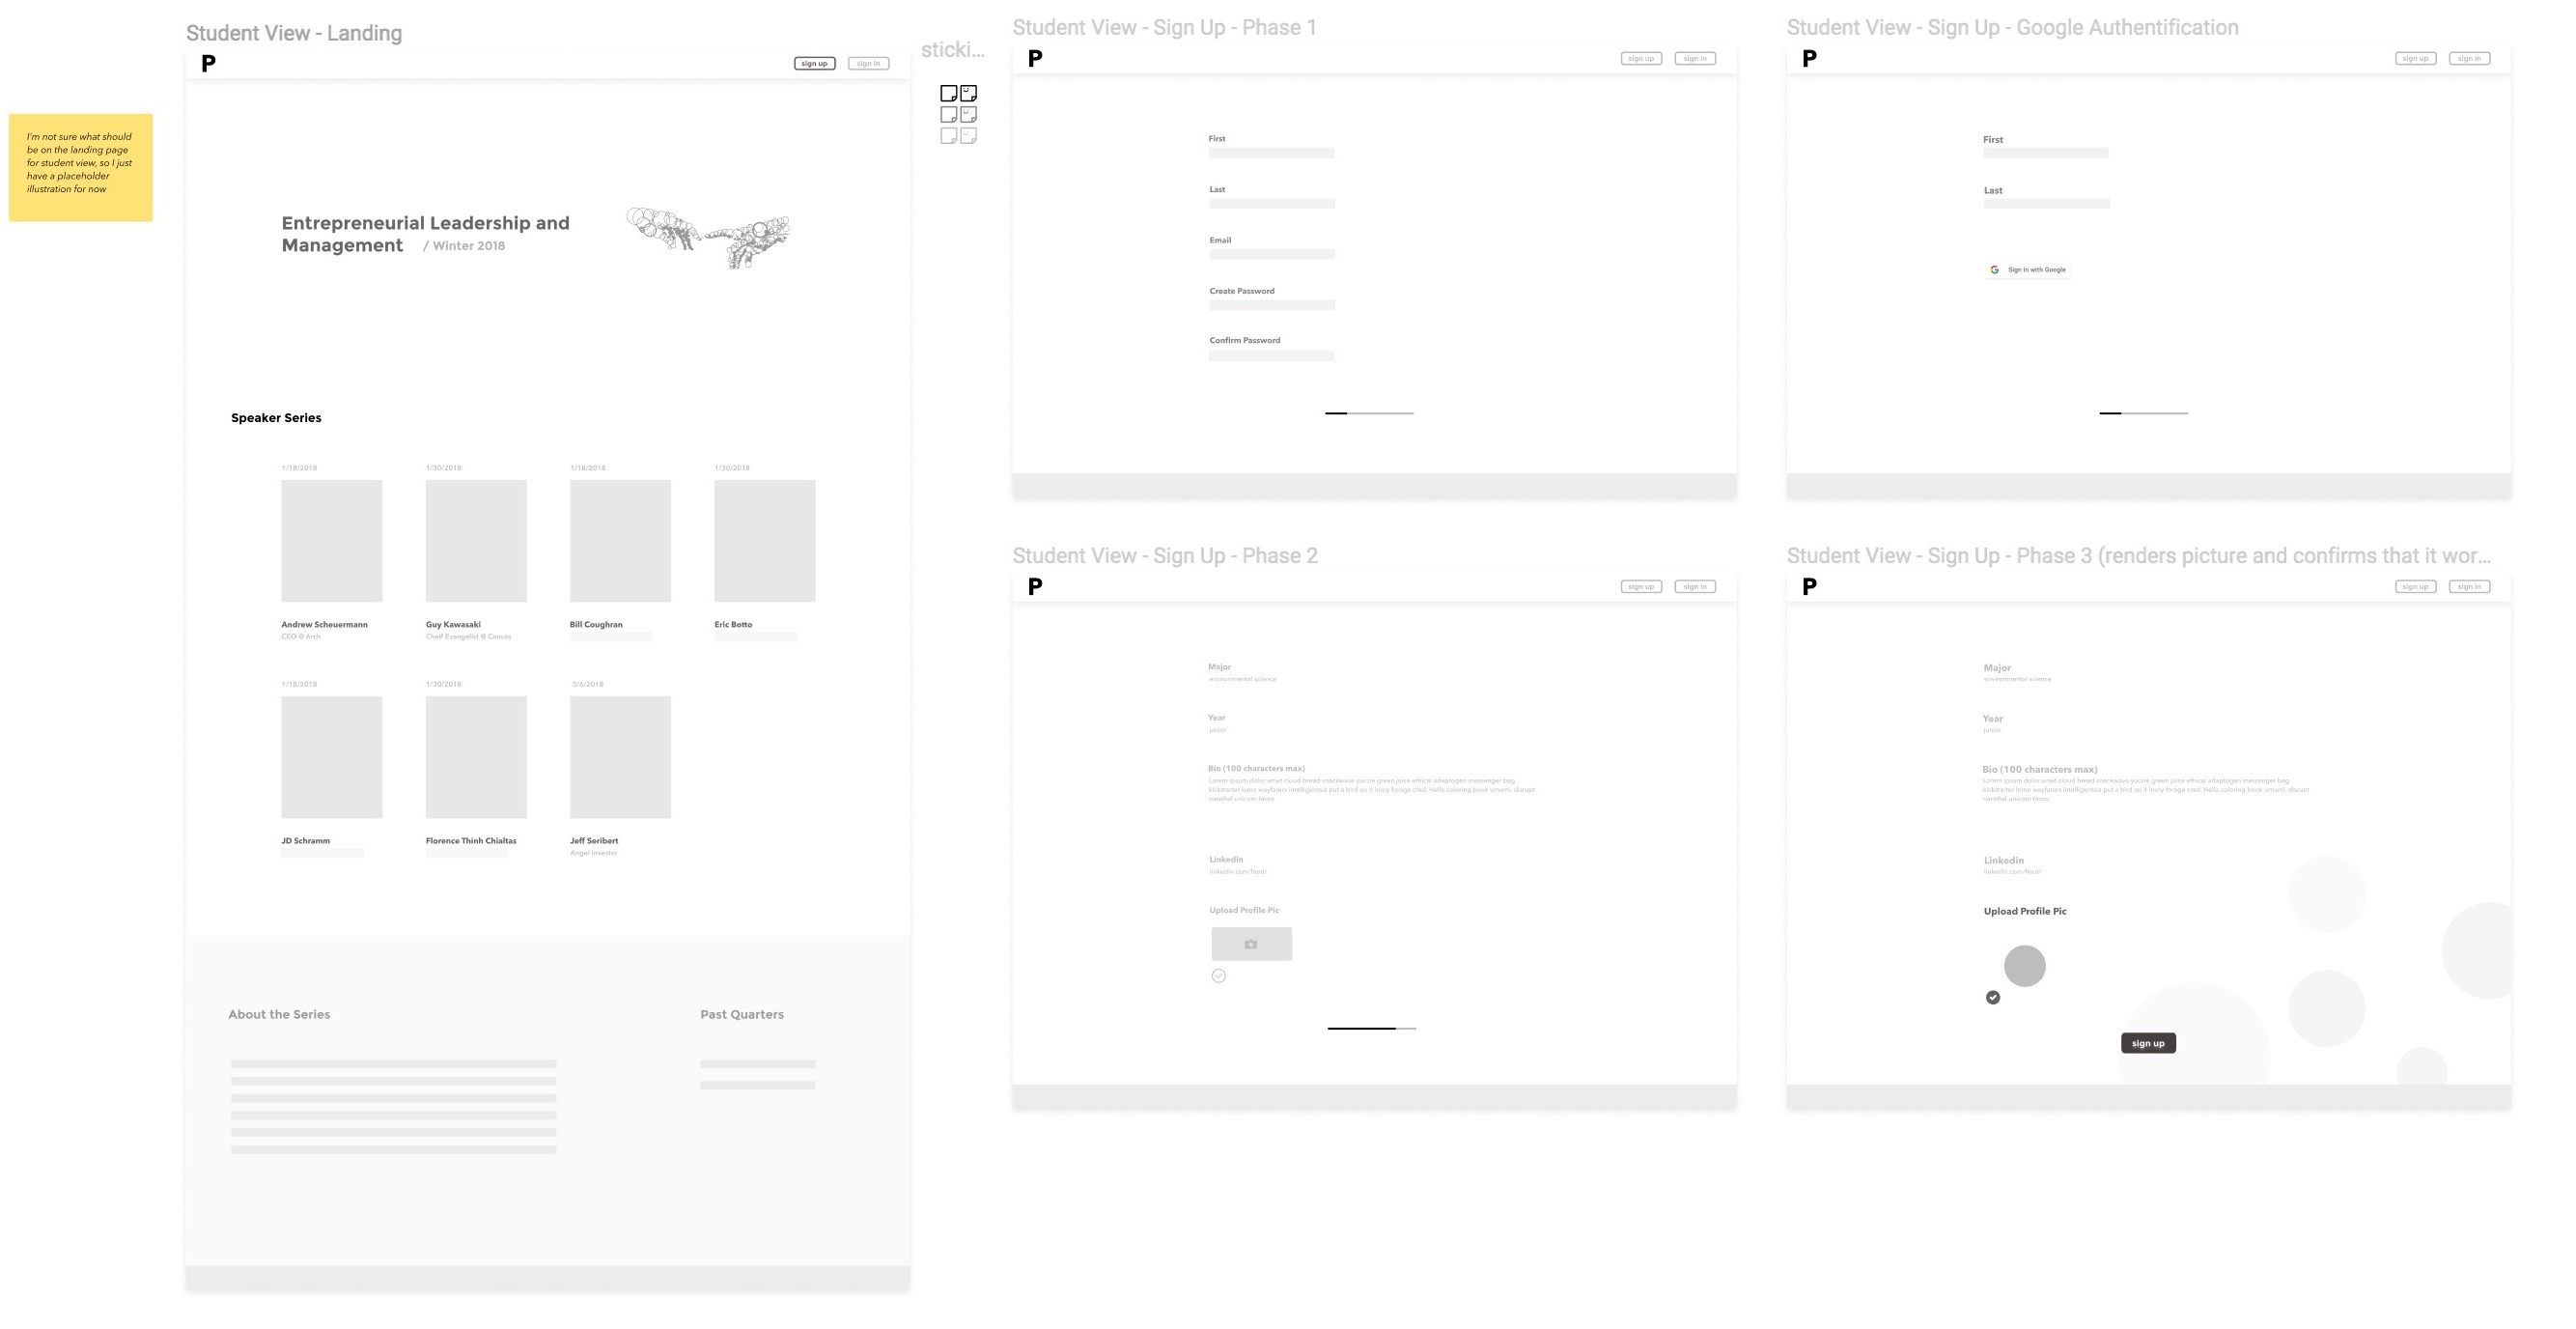 I'm not sure what should
be on the landing page
for student view, so I just
have a placeholder
illustration for now
Student View - Landing
P
sign up
sign in
Entrepreneurial Leadership and
Management / Winter 2018
Speaker Series
1/18/2018
1/30/2018
1/18/2018
1/30/2018
Andrew Scheuermann
CEO @ Arch
Guy Kawasaki
Cheif Evangelist @ Canvas
Bill Coughran
Eric Botto
1/18/2018
1/30/2018
3/6/2018
JD Schramm
Florence Thinh Chialtas
Jeff Seribert
Angel Investor
About the Series
Past Quarters
sticki...
Student View - Sign Up - Phase 1
P
sign up
sign in
First
Last
Email
Create Password
Confirm Password
Student View - Sign Up - Google Authentification
P
sign up
sign in
First
Last
Sign in with Google
Student View - Sign Up - Phase 2
P
sign up
sign in
Major
environmental science
Year
junior
Bio (100 characters max)
Lorem ipsum dolor amet cloud bread snackwave yuccie green juice ethical adaptogen messenger bag
kickstarter lomo wayfarers intelligentsia put a bird on it irony forage cred. Hella coloring book umami, disrupt
narwhal unicorn tacos
Linkedin
linkedin.com/feed/
Upload Profile Pic
Student View - Sign Up - Phase 3 (renders picture and confirms that it wor...
P
sign up
sign in
Major
environmental science
Year
junior
Bio (100 characters max)
Lorem ipsum dolor amet cloud bread snackwave yuccie green juice ethical adaptogen messenger bag
kickstarter lomo wayfarers intelligentsia put a bird on it irony forage cred. Hella coloring book umami, disrupt
narwhal unicorn tacos
Linkedin
linkedin.com/feed/
Upload Profile Pic
sign up